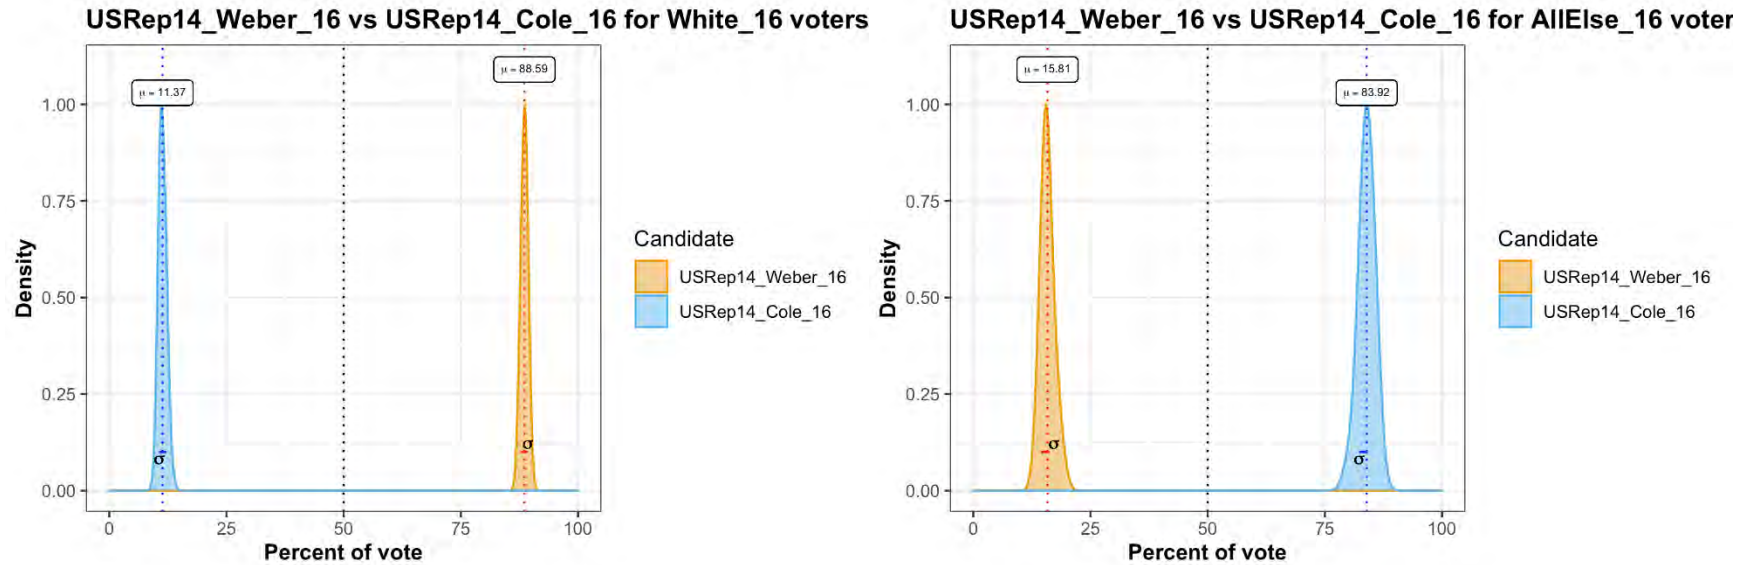 USRep14_Weber_16 vs USRep14_Cole_16 for White_16 voters
μ = 11.37
μ = 88.59
1.00
0.75
0.50
0.25
0.00
Density
σ
σ
0 25 50 75 100
Percent of vote
Candidate
USRep14_Weber_16
USRep14_Cole_16
USRep14_Weber_16 vs USRep14_Cole_16 for AllElse_16 voter
μ = 15.81
μ = 83.92
1.00
0.75
0.50
0.25
0.00
Density
σ
σ
0 25 50 75 100
Percent of vote
Candidate
USRep14_Weber_16
USRep14_Cole_16